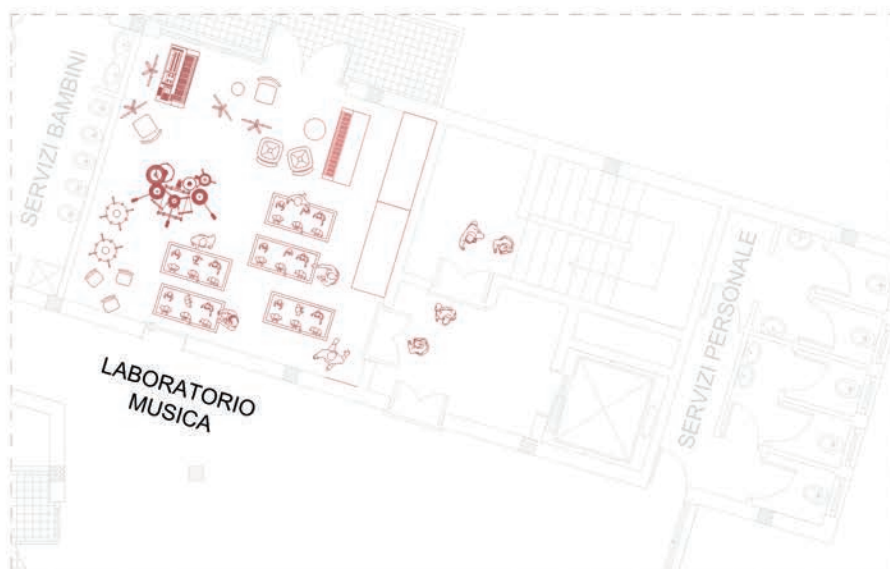 SERVIZI BAMBINI
LABORATORIO
MUSICA
SERVIZI PERSONALE